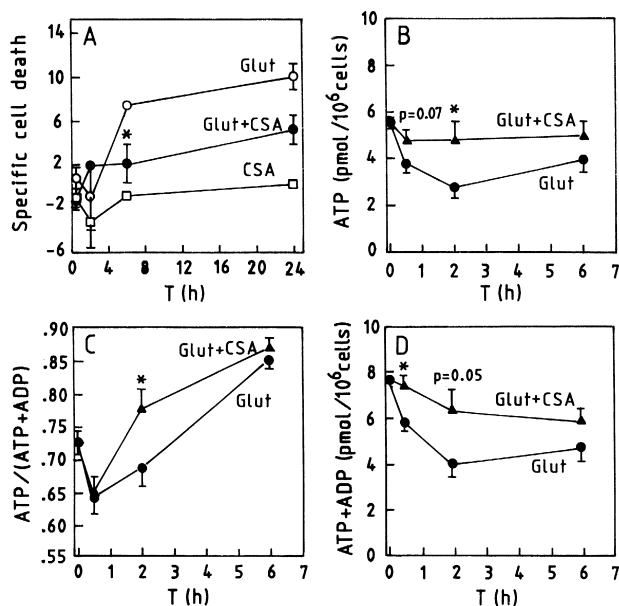 A
Specific cell death
14
10
6
2
-2
-6
Glut
*
Glut+CSA
CSA
0 4 8 12 16 20 24
T (h)
B
ATP (pmol/10⁶cells)
10
8
6
4
2
0
p=0.07
*
Glut+CSA
Glut
0 1 2 3 4 5 6 7
T (h)
C
ATP/(ATP+ADP)
.90
.85
.80
.75
.70
.65
.60
.55
Glut+CSA
*
Glut
0 1 2 3 4 5 6 7
T (h)
D
ATP+ADP (pmol/10⁶cells)
10
8
6
4
2
0
*
p=0.05
Glut+CSA
Glut
0 1 2 3 4 5 6 7
T (h)